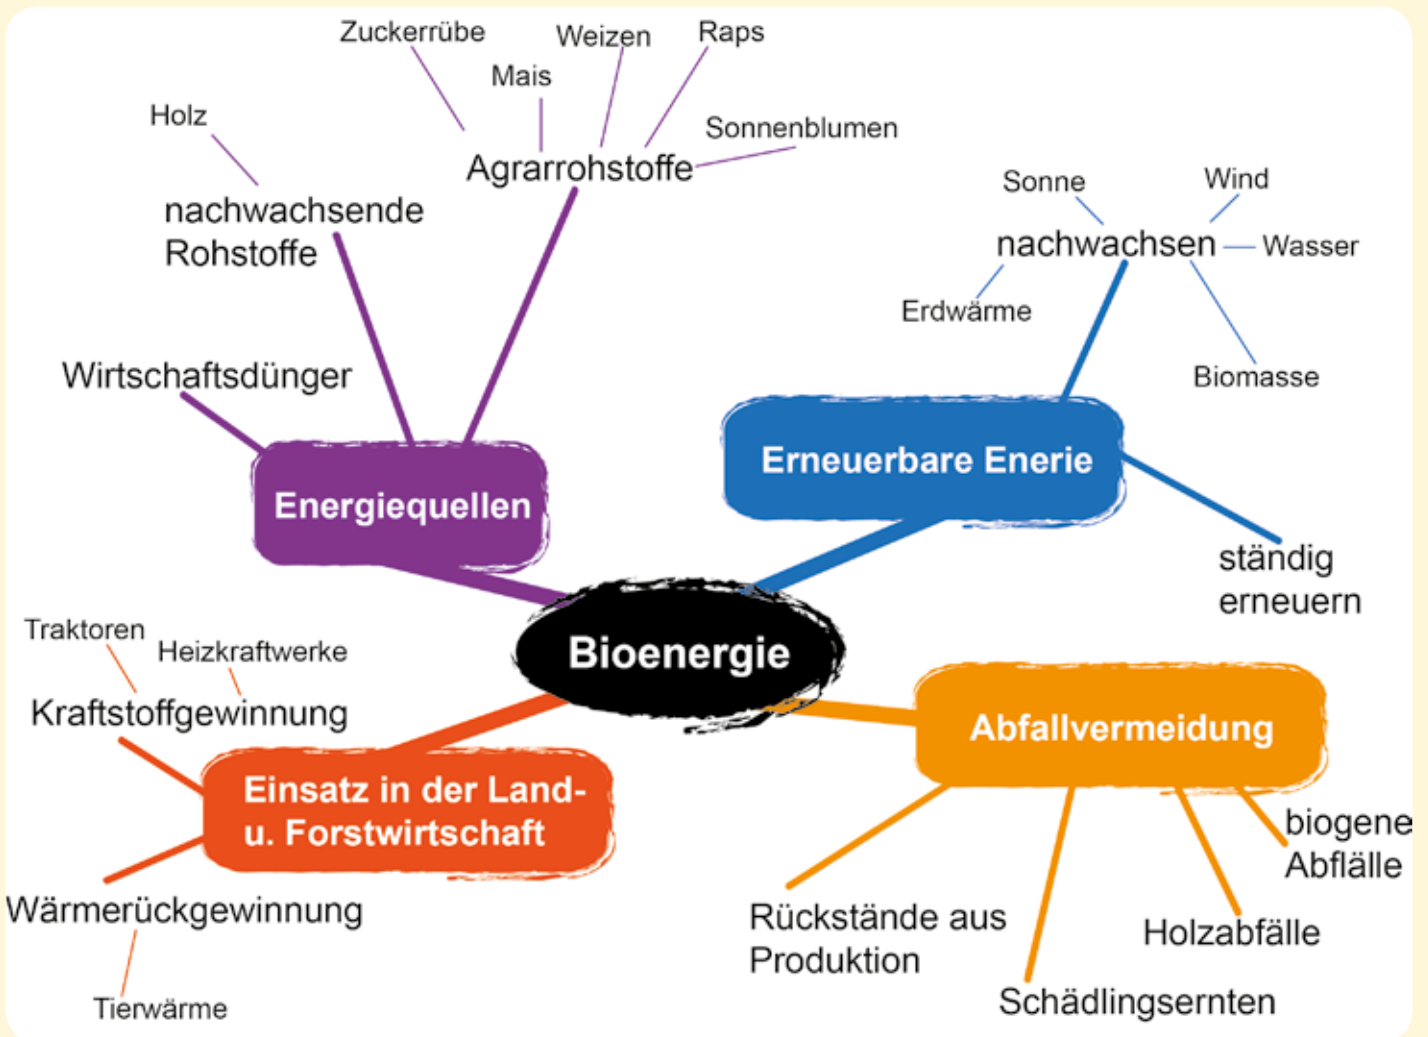 Zuckerrübe
Weizen
Raps
Mais
Holz
Sonnenblumen
Agrarrohstoffe
nachwachsende
Rohstoffe
Wirtschaftsdünger
Energiequellen
Sonne
Wind
nachwachsen
Wasser
Erdwärme
Biomasse
Erneuerbare Enerie
ständig
erneuern
Bioenergie
Traktoren
Heizkraftwerke
Kraftstoffgewinnung
Einsatz in der Land-
u. Forstwirtschaft
Wärmerückgewinnung
Tierwärme
Abfallvermeidung
biogene
Abflälle
Rückstände aus
Produktion
Holzabfälle
Schädlingsernten